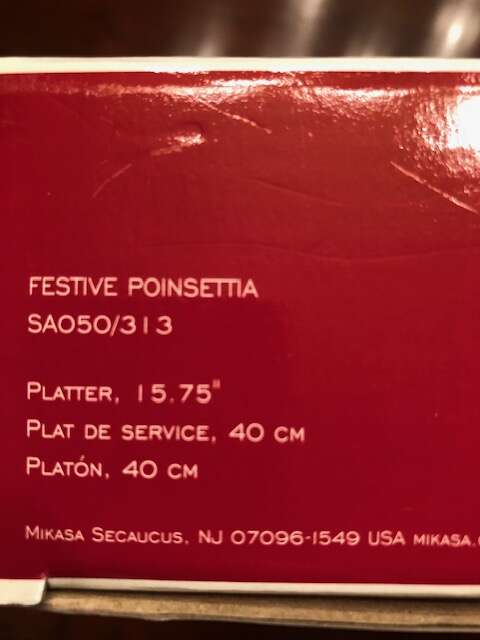 FESTIVE POINSETTIA
SA050/313
PLATTER, 15.75"
PLAT DE SERVICE, 40 CM
PLATÓN, 40 CM
MIKASA SECAUCUS, NJ 07096-1549 USA MIKASA.